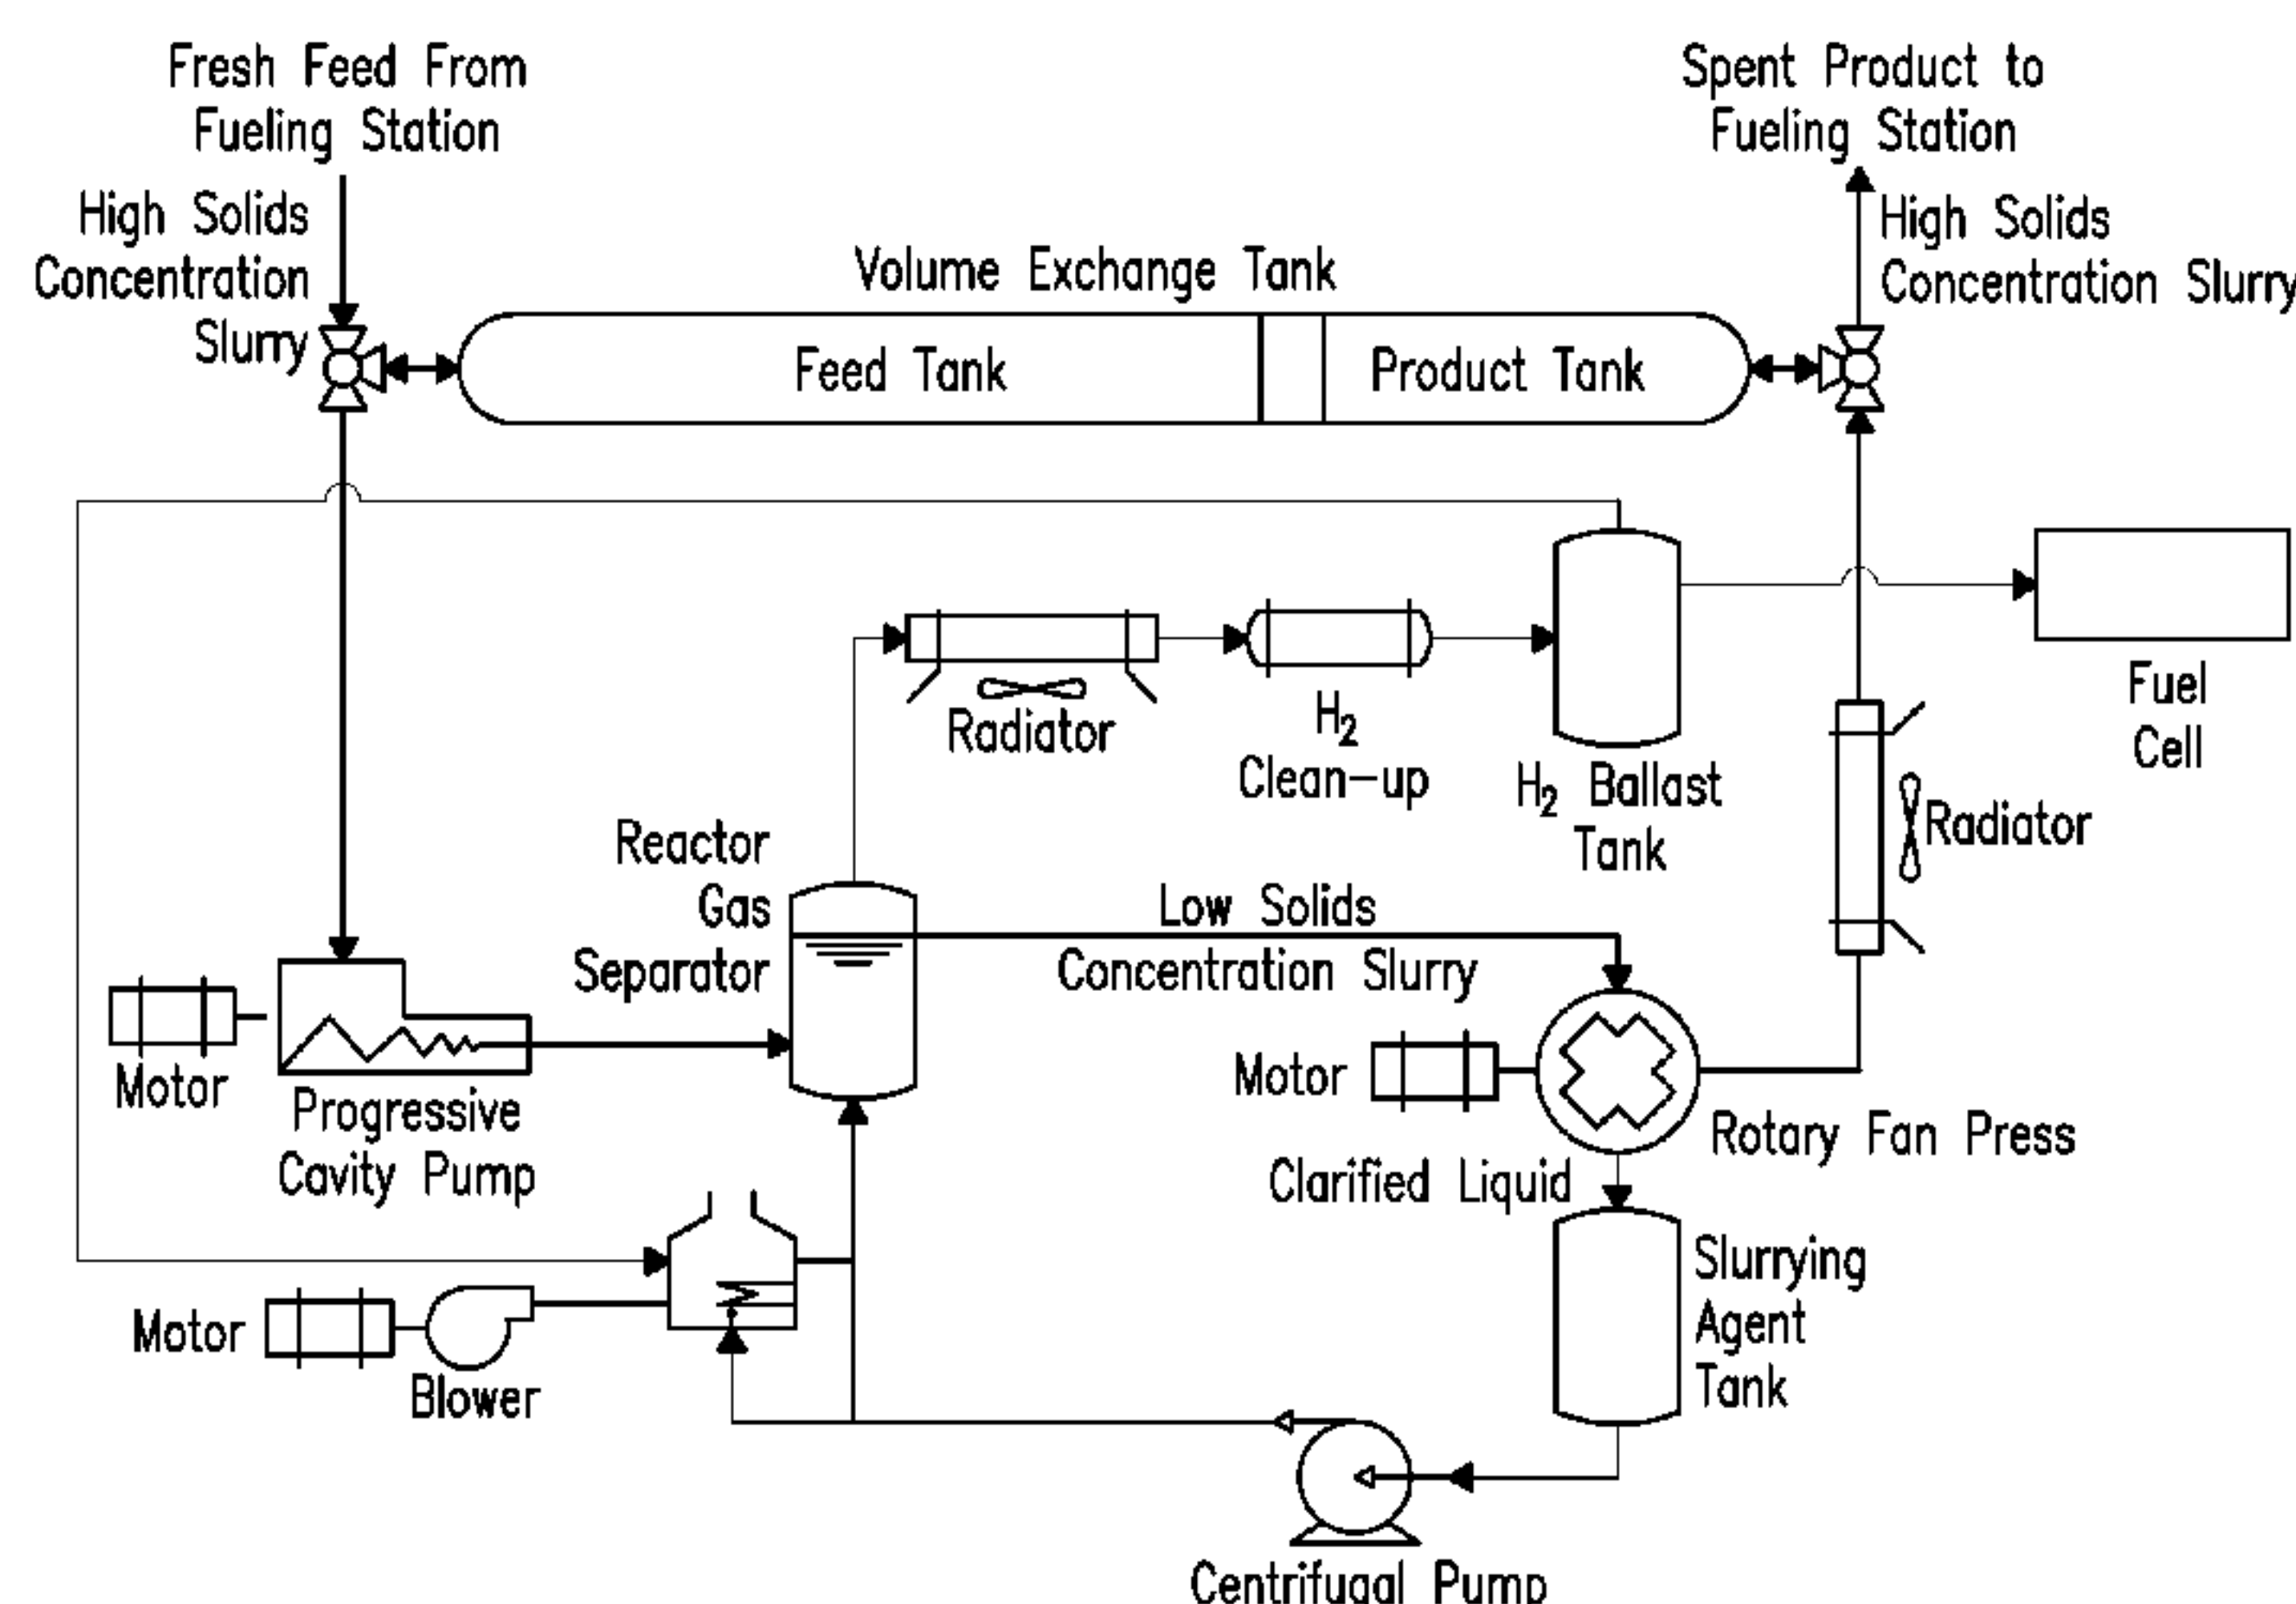 Fresh Feed From
Fueling Station
Spent Product to
Fueling Station
High Solids
Concentration
Slurry
High Solids
Concentration Slurry
Volume Exchange Tank
Feed Tank
Product Tank
Radiator
H2
Clean-up
H2 Ballast
Tank
Fuel
Cell
Radiator
Reactor
Gas
Separator
Low Solids
Concentration Slurry
Motor
Progressive
Cavity Pump
Motor
Rotary Fan Press
Clarified Liquid
Slurrying
Agent
Tank
Motor
Blower
Centrifugal Pump